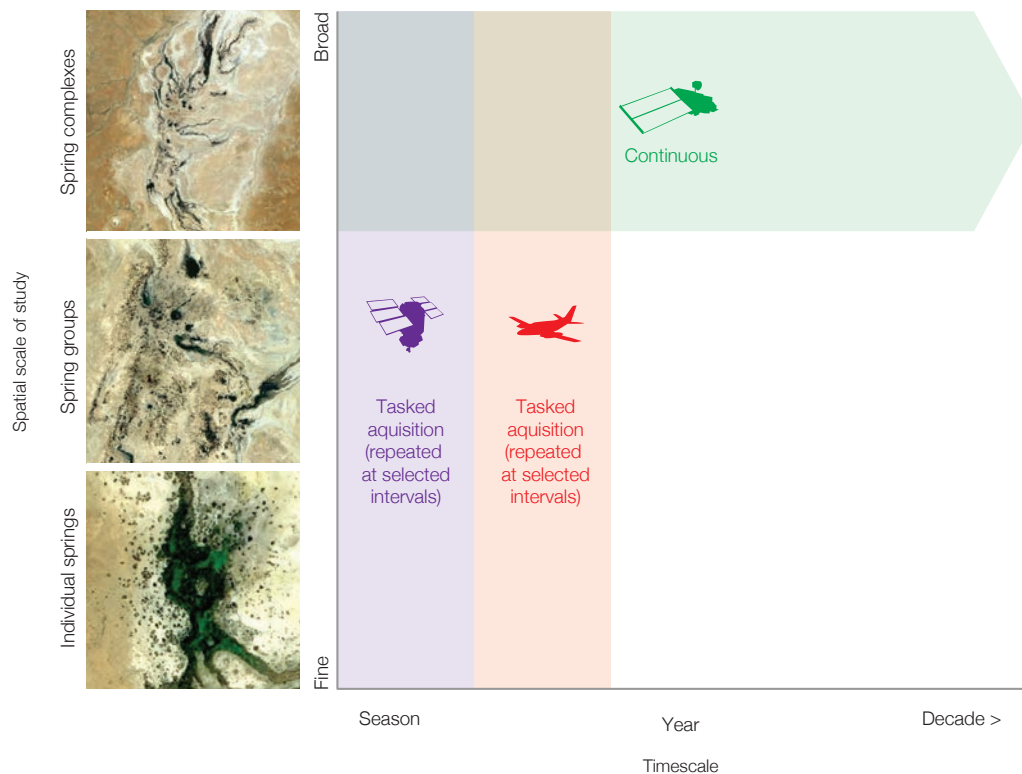 Spatial scale of study
Spring complexes
Spring groups
Individual springs
Broad
Fine
Continuous
Tasked
aquisition
(repeated
at selected
intervals)
Tasked
aquisition
(repeated
at selected
intervals)
Season
Year
Decade >
Timescale